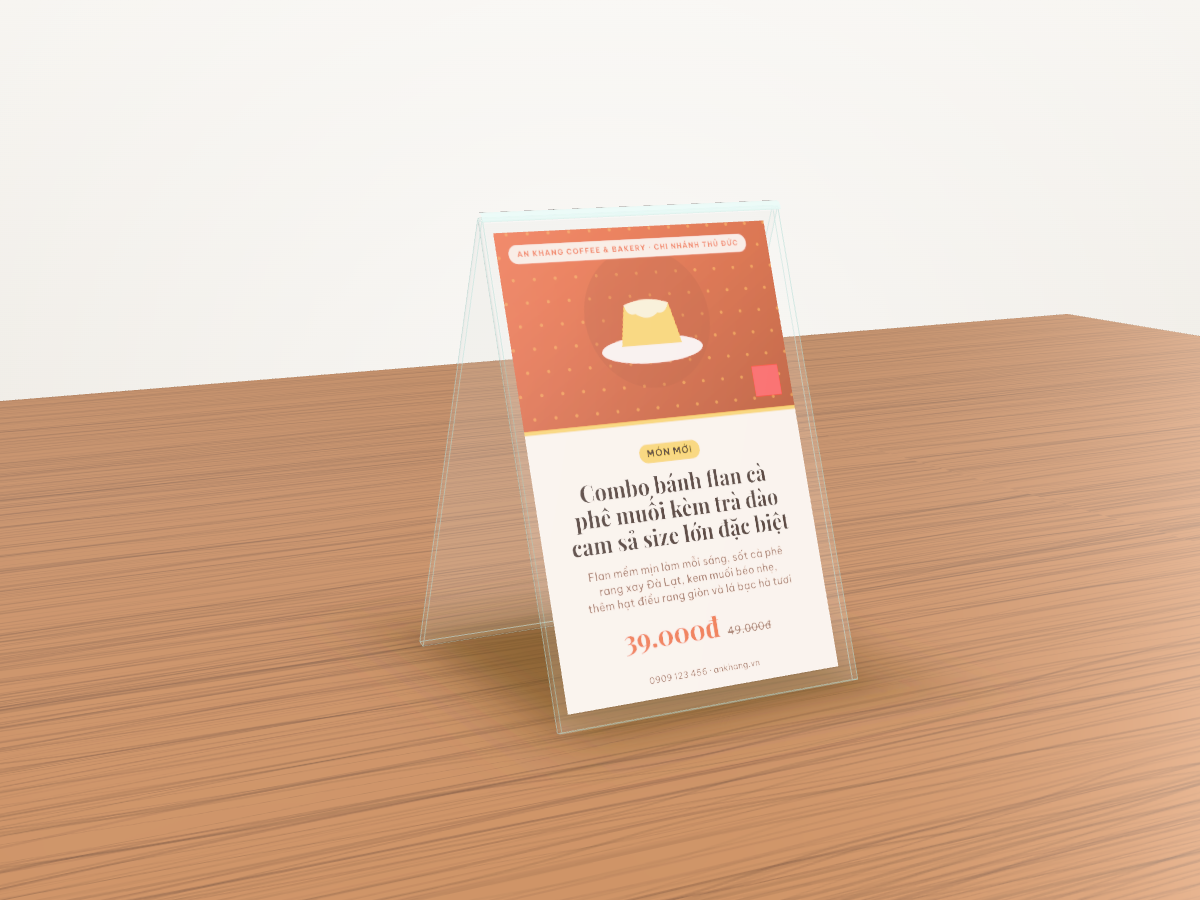 AN KHANG COFFEE & BAKERY · CHI NHÁNH THỦ ĐỨC
MÓN MỚI
Combo bánh flan cà
phê muối kèm trà đào
cam sả size lớn đặc biệt
Flan mềm mịn làm mỗi sáng, sốt cà phê
rang xay Đà Lạt, kem muối béo nhẹ,
thêm hạt điều rang giòn và lá bạc hà tươi
39.000đ 49.000đ
0909 123 456 · ankhang.vn